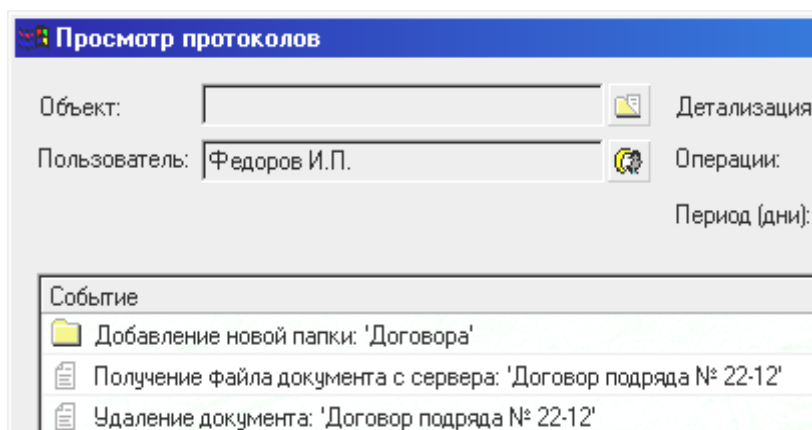 Просмотр протоколов
Объект:
Детализация
Пользователь: Федоров И.П.
Операции:
Период (дни):
Событие
Добавление новой папки: 'Договора'
Получение файла документа с сервера: 'Договор подряда № 22-12'
Удаление документа: 'Договор подряда № 22-12'